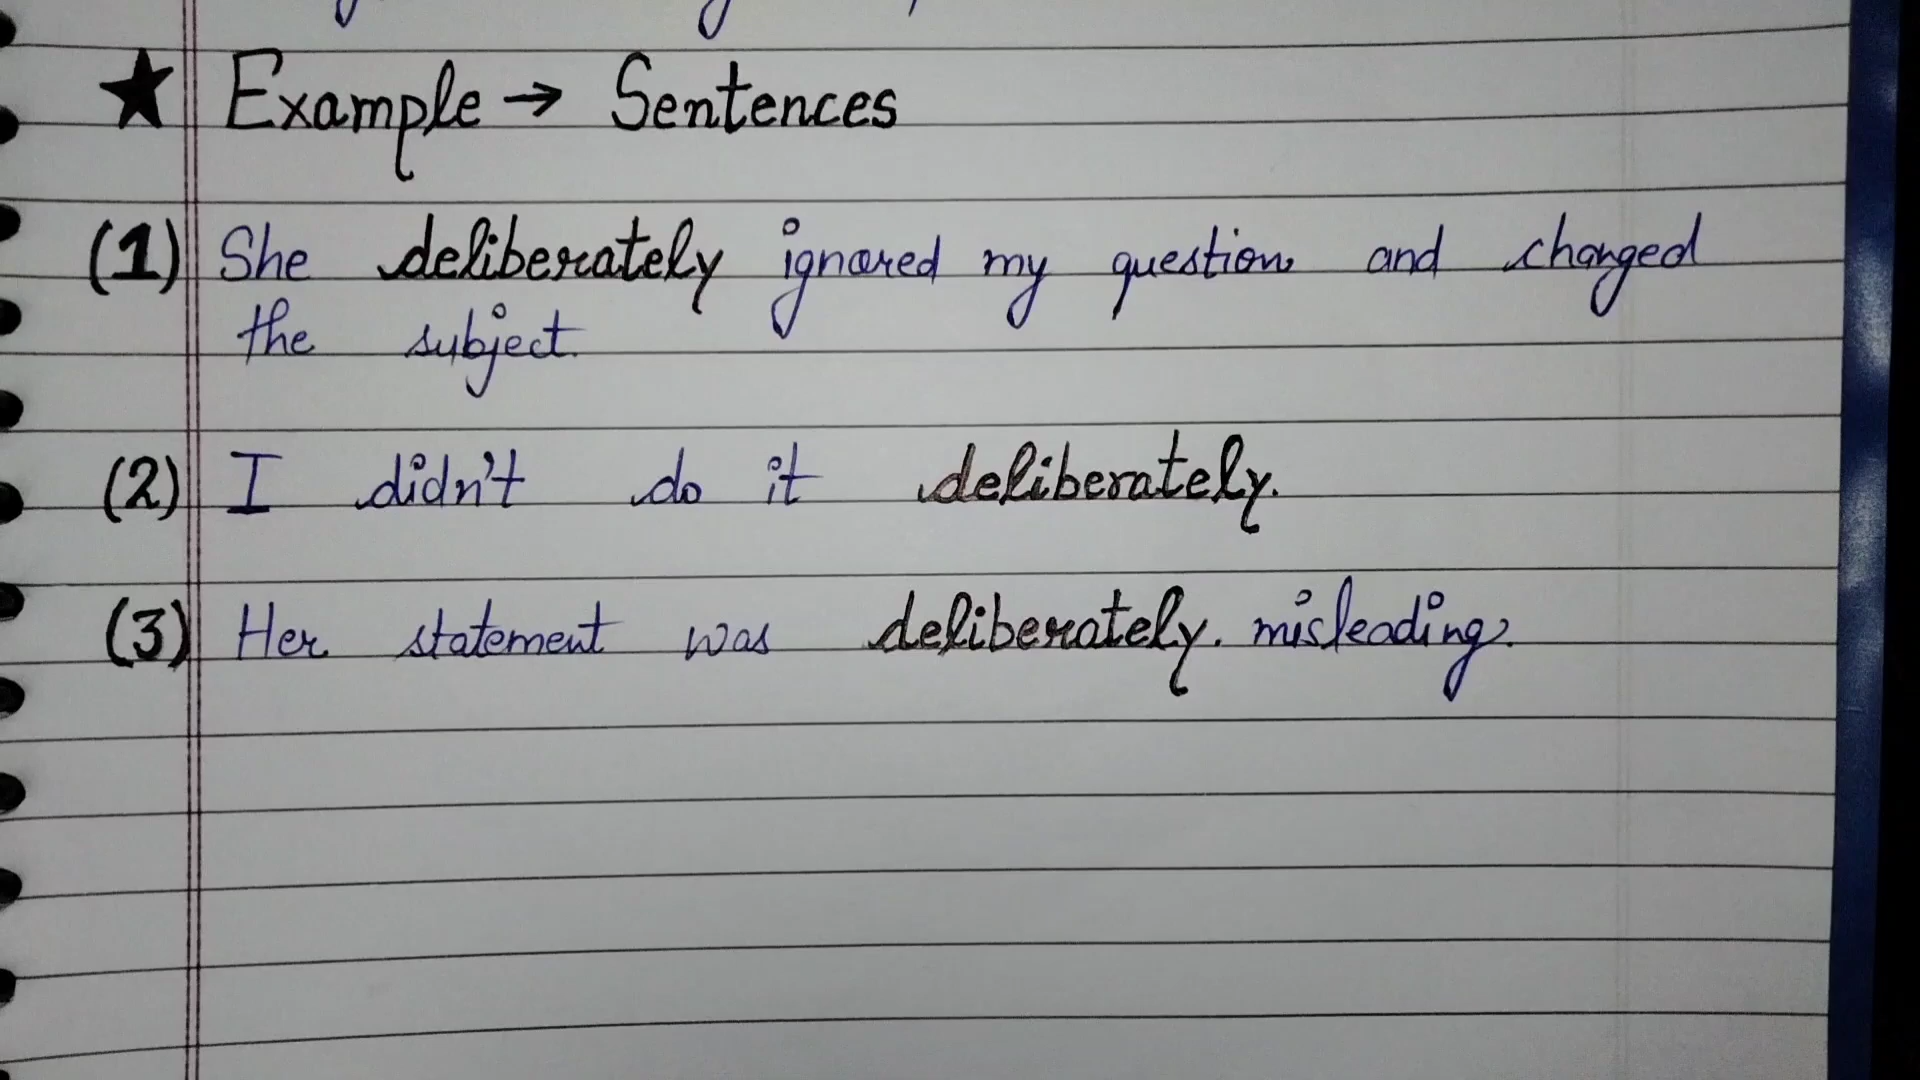 ★ Example → Sentences
(1) She deliberately ignored my question and changed
the subject.
(2) I didn't do it deliberately.
(3) Her statement was deliberately. misleading.